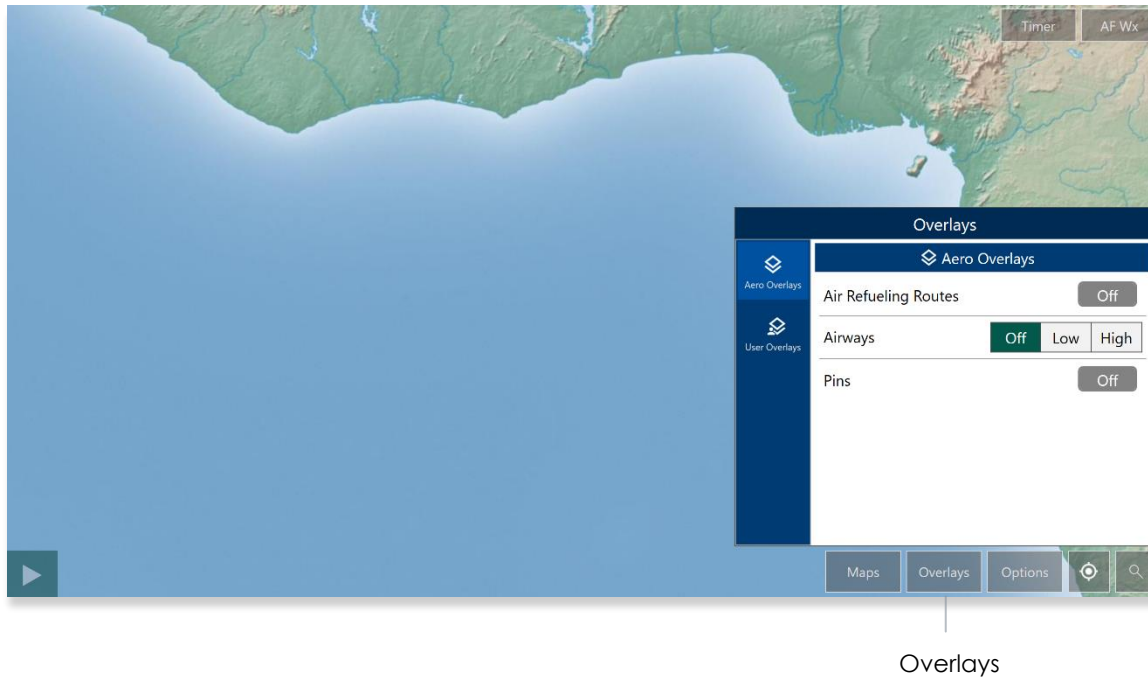 Timer AF Wx
Overlays
Aero Overlays
Aero Overlays
Air Refueling Routes Off
Airways Off Low High
User Overlays
Pins Off
Maps Overlays Options
Overlays